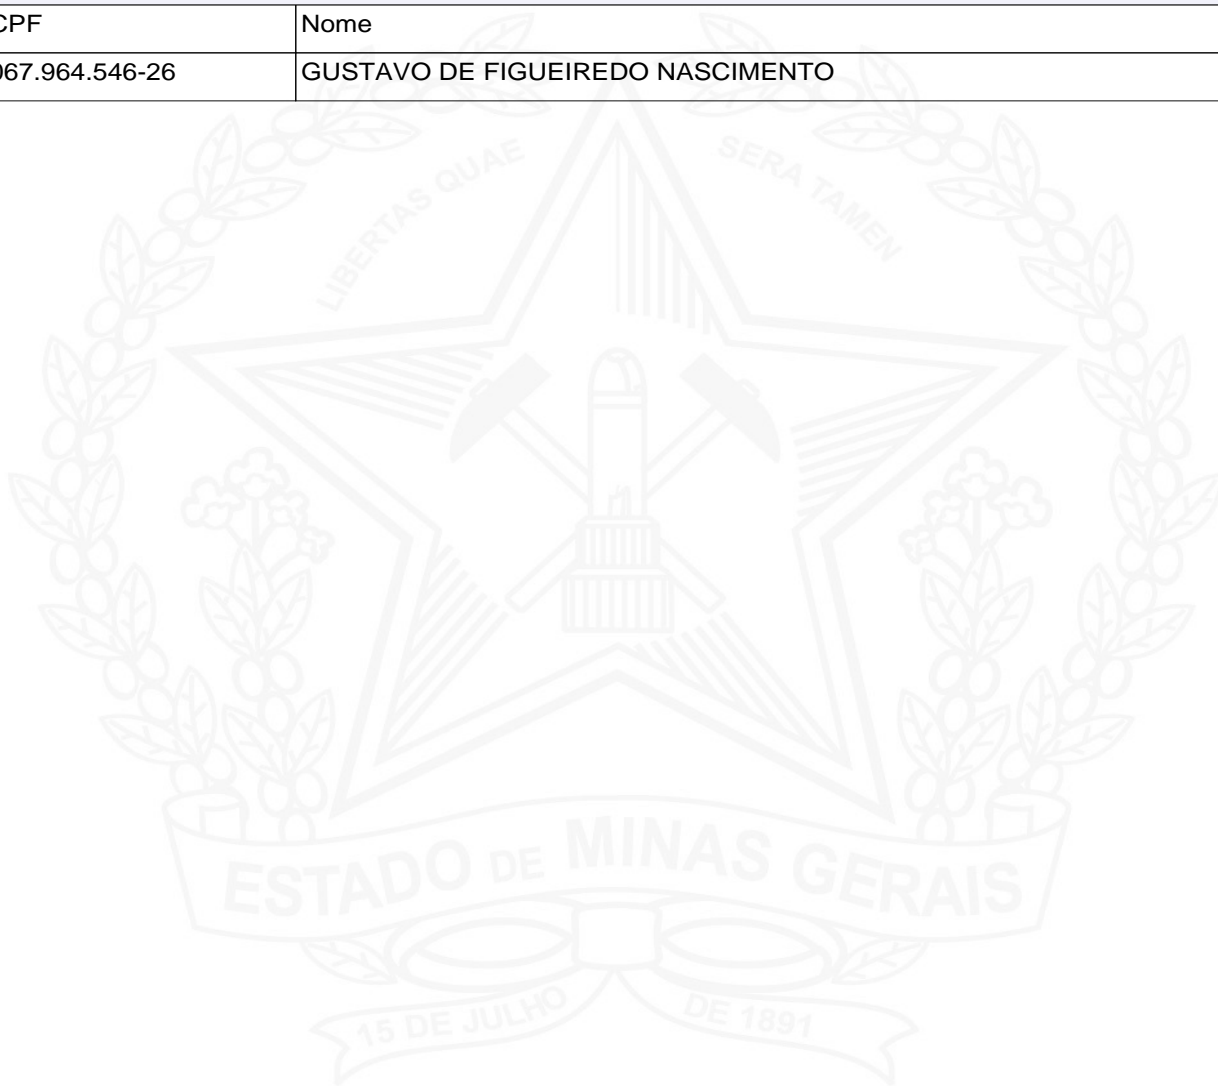 CPF Nome
067.964.546-26 GUSTAVO DE FIGUEIREDO NASCIMENTO
LIBERTAS QUAE SERA TAMEN
ESTADO DE MINAS GERAIS
15 DE JULHO DE 1891